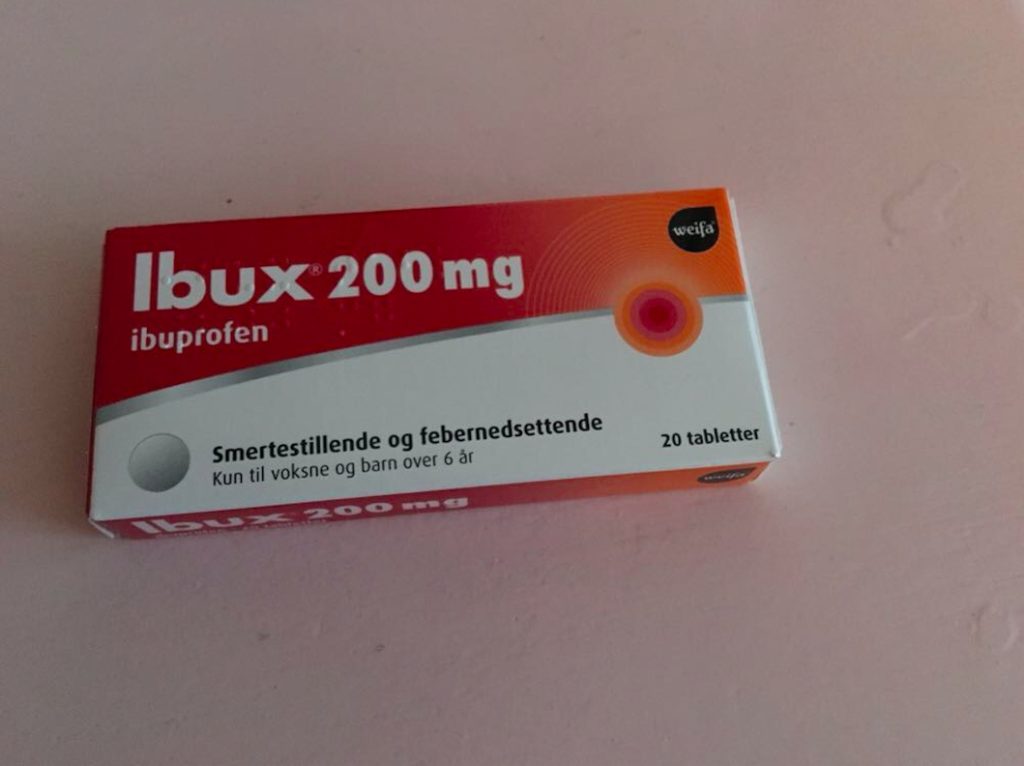 weifa
Ibux® 200 mg
ibuprofen
Smertestillende og febernedsettende
Kun til voksne og barn over 6 år
20 tabletter
Ibux® 200 mg
weifa